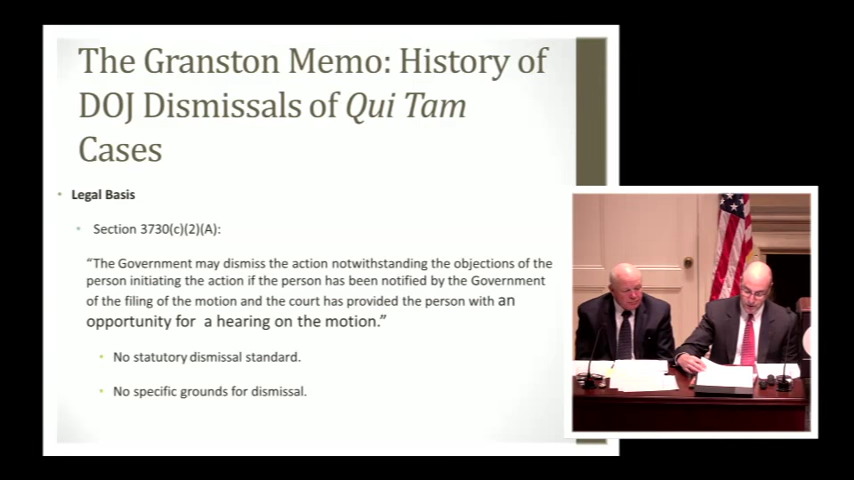 The Granston Memo: History of
DOJ Dismissals of Qui Tam
Cases
• Legal Basis
• Section 3730(c)(2)(A):
“The Government may dismiss the action notwithstanding the objections of the
person initiating the action if the person has been notified by the Government
of the filing of the motion and the court has provided the person with an
opportunity for a hearing on the motion.”
• No statutory dismissal standard.
• No specific grounds for dismissal.